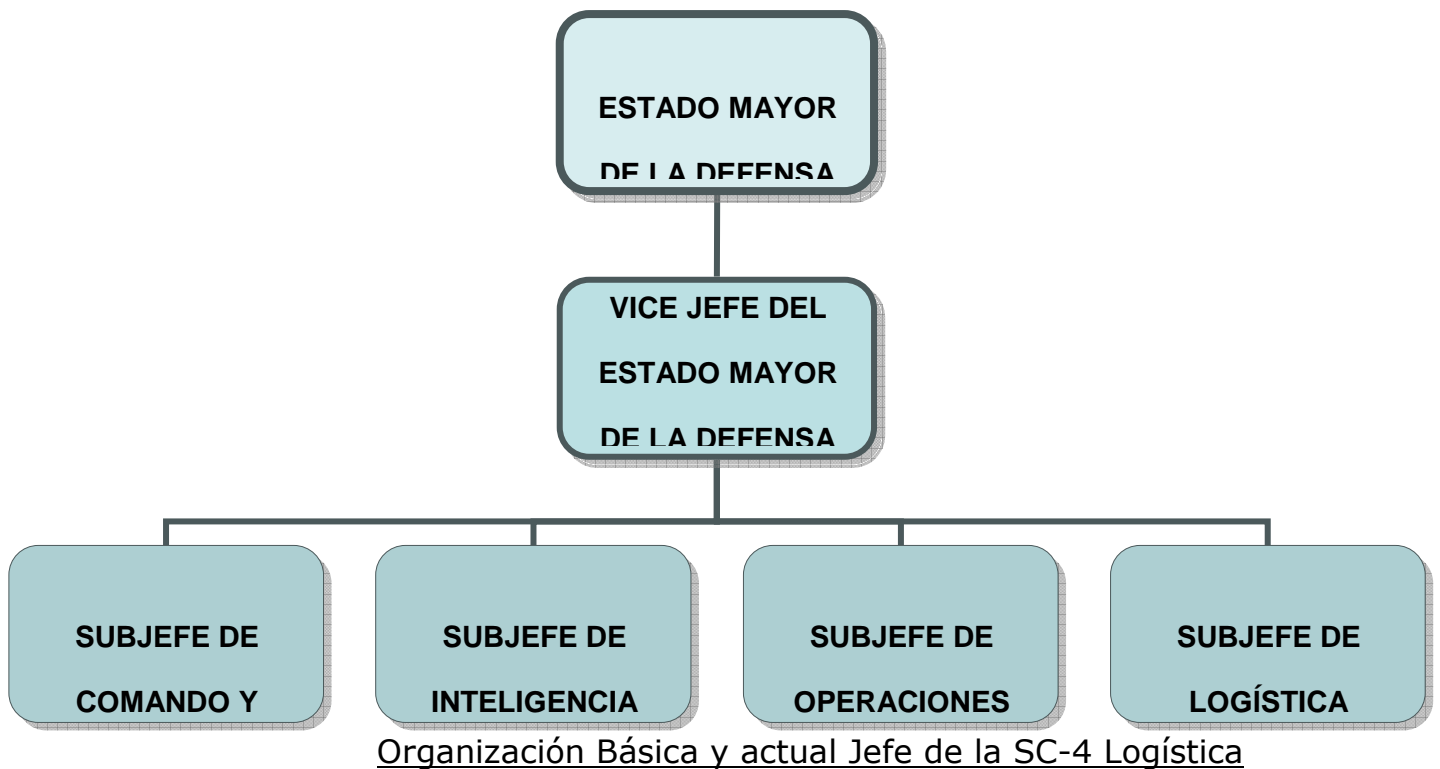 ESTADO MAYOR
DE LA DEFENSA
VICE JEFE DEL
ESTADO MAYOR
DE LA DEFENSA
SUBJEFE DE
COMANDO Y
SUBJEFE DE
INTELIGENCIA
SUBJEFE DE
OPERACIONES
SUBJEFE DE
LOGÍSTICA
Organización Básica y actual Jefe de la SC-4 Logística